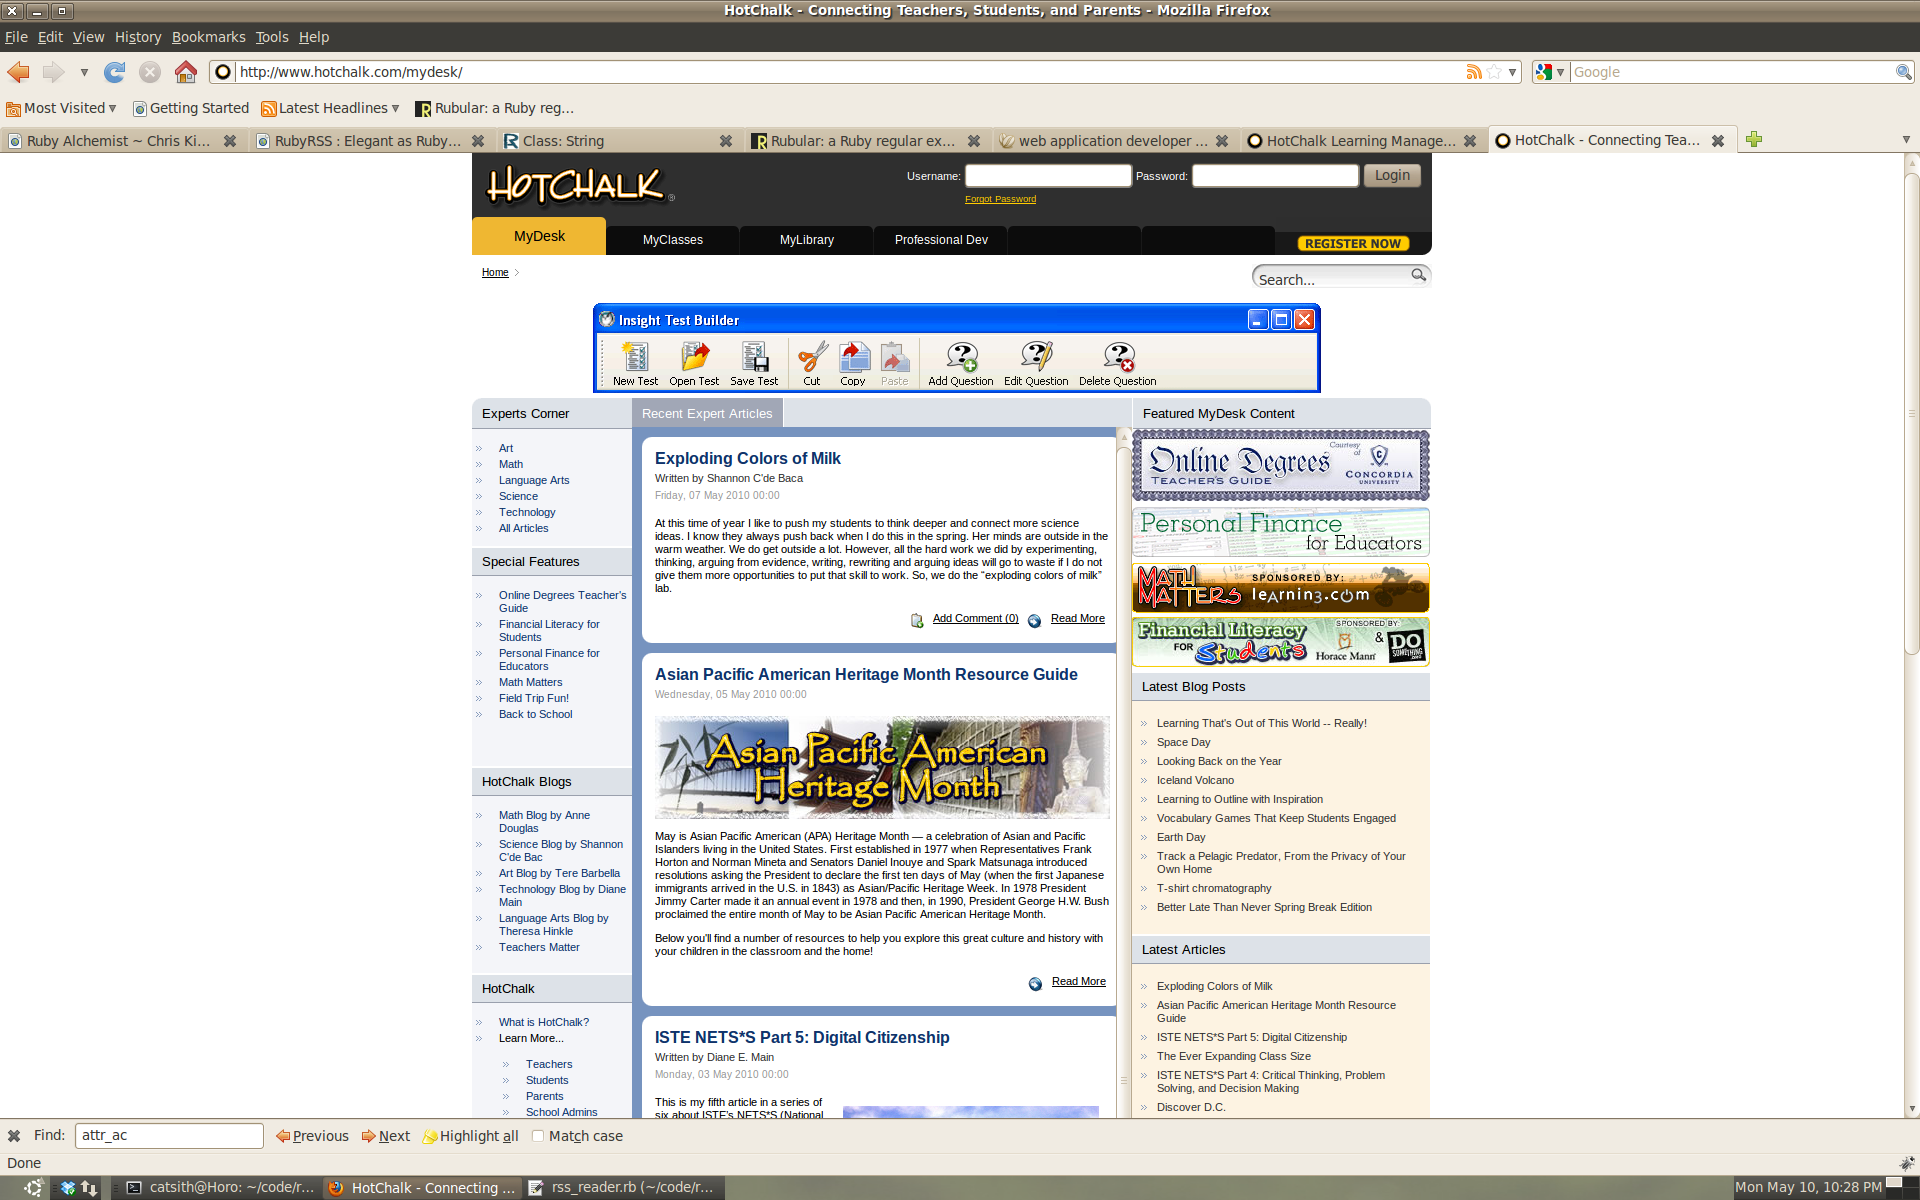 HotChalk - Connecting Teachers, Students, and Parents - Mozilla Firefox
File Edit View History Bookmarks Tools Help
http://www.hotchalk.com/mydesk/
Google
Most Visited Getting Started Latest Headlines Rubular: a Ruby reg...
Ruby Alchemist ~ Chris Ki... RubyRSS : Elegant as Ruby... Class: String Rubular: a Ruby regular ex... web application developer ... HotChalk Learning Manage... HotChalk - Connecting Tea...
HOTCHALK ®
Username: Password: Login
Forgot Password
MyDesk MyClasses MyLibrary Professional Dev REGISTER NOW
Home
Search...
Insight Test Builder
New Test Open Test Save Test Cut Copy Paste Add Question Edit Question Delete Question
Experts Corner
Art
Math
Language Arts
Science
Technology
All Articles
Special Features
Online Degrees Teacher's
Guide
Financial Literacy for
Students
Personal Finance for
Educators
Math Matters
Field Trip Fun!
Back to School
HotChalk Blogs
Math Blog by Anne
Douglas
Science Blog by Shannon
C'de Bac
Art Blog by Tere Barbella
Technology Blog by Diane
Main
Language Arts Blog by
Theresa Hinkle
Teachers Matter
HotChalk
What is HotChalk?
Learn More...
Teachers
Students
Parents
School Admins
Recent Expert Articles
Exploding Colors of Milk
Written by Shannon C'de Baca
Friday, 07 May 2010 00:00
At this time of year I like to push my students to think deeper and connect more science
ideas. I know they always push back when I do this in the spring. Her minds are outside in the
warm weather. We do get outside a lot. However, all the hard work we did by experimenting,
thinking, arguing from evidence, writing, rewriting and arguing ideas will go to waste if I do not
give them more opportunities to put that skill to work. So, we do the “exploding colors of milk”
lab.
Add Comment (0) Read More
Asian Pacific American Heritage Month Resource Guide
Wednesday, 05 May 2010 00:00
Asian Pacific American
Heritage Month
May is Asian Pacific American (APA) Heritage Month — a celebration of Asian and Pacific
Islanders living in the United States. First established in 1977 when Representatives Frank
Horton and Norman Mineta and Senators Daniel Inouye and Spark Matsunaga introduced
resolutions asking the President to declare the first ten days of May (when the first Japanese
immigrants arrived in the U.S. in 1843) as Asian/Pacific Heritage Week. In 1978 President
Jimmy Carter made it an annual event in 1978 and then, in 1990, President George H.W. Bush
proclaimed the entire month of May to be Asian Pacific American Heritage Month.
Below you'll find a number of resources to help you explore this great culture and history with
your children in the classroom and the home!
Read More
ISTE NETS*S Part 5: Digital Citizenship
Written by Diane E. Main
Monday, 03 May 2010 00:00
This is my fifth article in a series of
six about ISTE's NETS*S (National
Featured MyDesk Content
Online Degrees
TEACHERS GUIDE
Courtesy
of
CONCORDIA
UNIVERSITY
Personal Finance
for Educators
MATH
MATTERS
SPONSORED BY:
learnin3.com
Financial Literacy
FOR Students
SPONSORED BY:
Horace Mann & DO
SOMETHING.ORG
Latest Blog Posts
Learning That's Out of This World -- Really!
Space Day
Looking Back on the Year
Iceland Volcano
Learning to Outline with Inspiration
Vocabulary Games That Keep Students Engaged
Earth Day
Track a Pelagic Predator, From the Privacy of Your
Own Home
T-shirt chromatography
Better Late Than Never Spring Break Edition
Latest Articles
Exploding Colors of Milk
Asian Pacific American Heritage Month Resource
Guide
ISTE NETS*S Part 5: Digital Citizenship
The Ever Expanding Class Size
ISTE NETS*S Part 4: Critical Thinking, Problem
Solving, and Decision Making
Discover D.C.
Find: attr_ac Previous Next Highlight all Match case
Done
catsith@Horo: ~/code/r... HotChalk - Connecting ... rss_reader.rb (~/code/r... Mon May 10, 10:28 PM